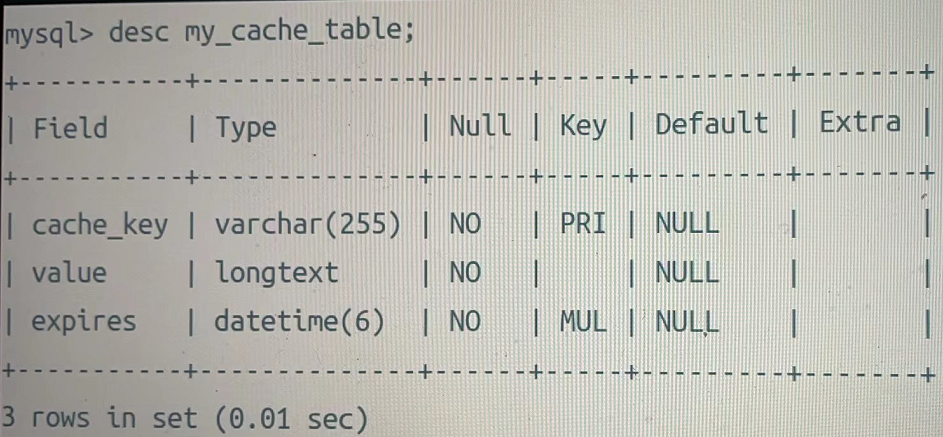 mysql> desc my_cache_table;
+-----------+--------------+------+-----+---------+-------+
| Field     | Type         | Null | Key | Default | Extra |
+-----------+--------------+------+-----+---------+-------+
| cache_key | varchar(255) | NO   | PRI | NULL    |       |
| value     | longtext     | NO   |     | NULL    |       |
| expires   | datetime(6)  | NO   | MUL | NULL    |       |
+-----------+--------------+------+-----+---------+-------+
3 rows in set (0.01 sec)